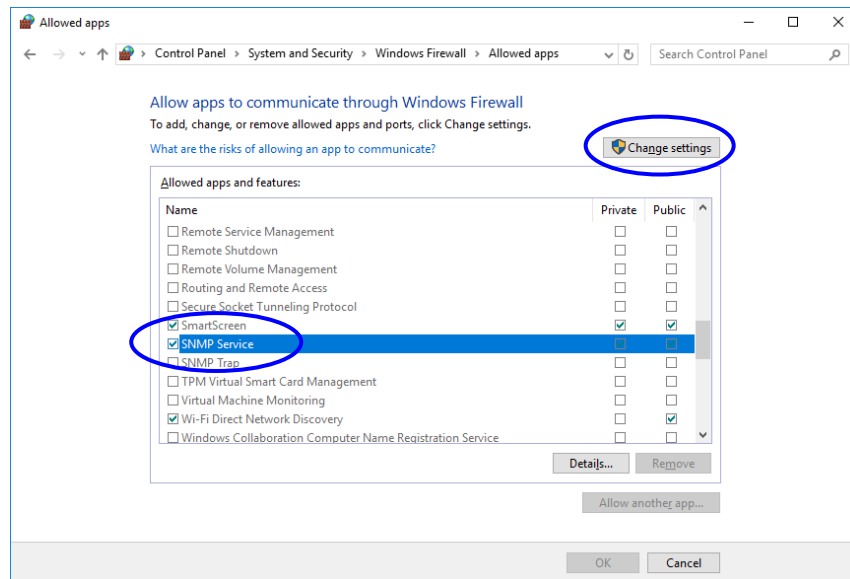 Allowed apps
Control Panel > System and Security > Windows Firewall > Allowed apps
Search Control Panel
Allow apps to communicate through Windows Firewall
To add, change, or remove allowed apps and ports, click Change settings.
What are the risks of allowing an app to communicate?
Change settings
Allowed apps and features:
Name Private Public
Remote Service Management
Remote Shutdown
Remote Volume Management
Routing and Remote Access
Secure Socket Tunneling Protocol
SmartScreen
SNMP Service
SNMP Trap
TPM Virtual Smart Card Management
Virtual Machine Monitoring
Wi-Fi Direct Network Discovery
Windows Collaboration Computer Name Registration Service
Details... Remove
Allow another app...
OK Cancel